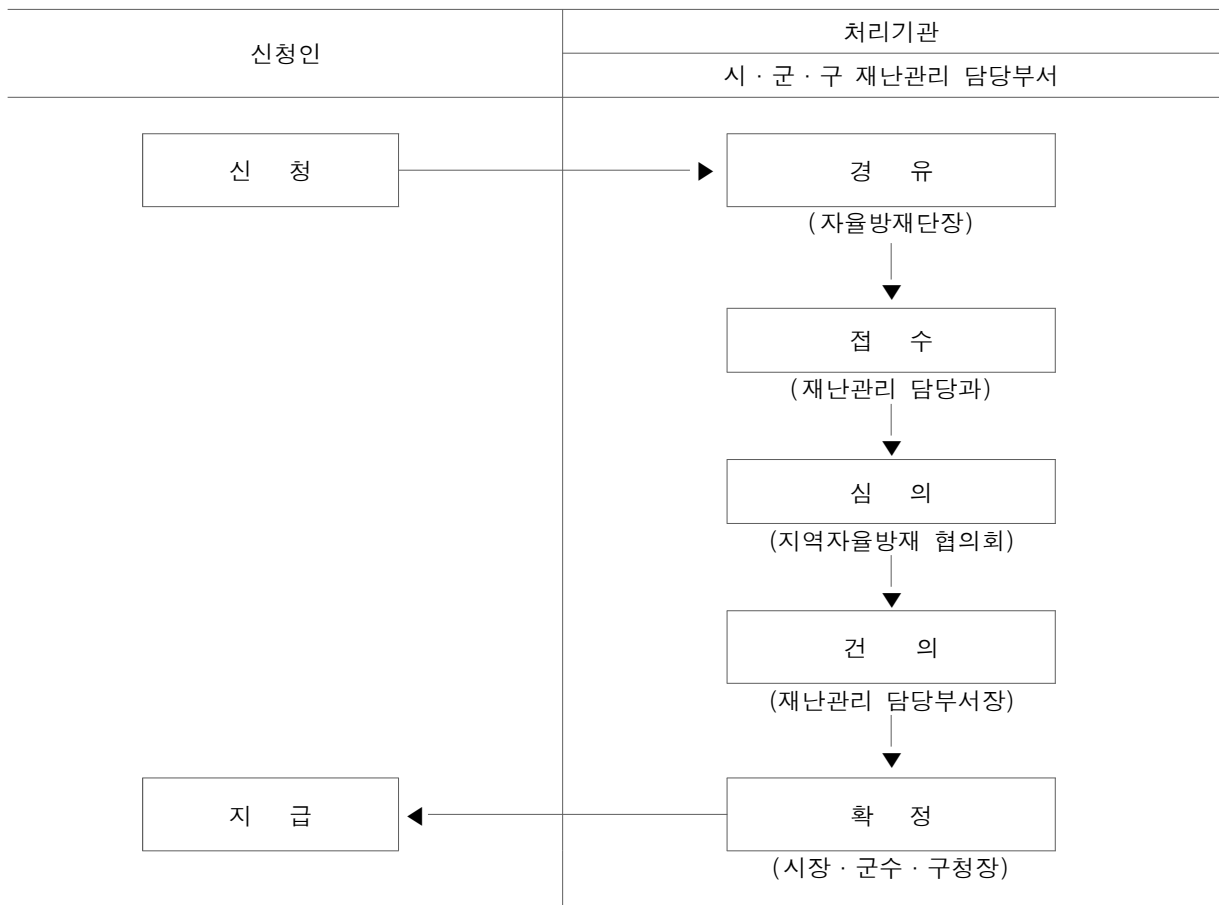 신청인
처리기관
시 · 군 · 구 재난관리 담당부서
신 청
경 유
(자율방재단장)
접 수
(재난관리 담당과)
심 의
(지역자율방재 협의회)
건 의
(재난관리 담당부서장)
지 급
확 정
(시장 · 군수 · 구청장)